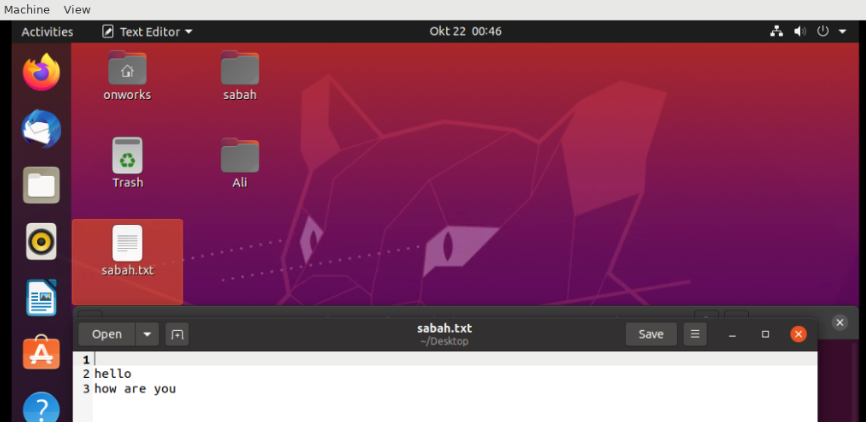 Machine View
Activities Text Editor Okt 22 00:46
onworks sabah
Trash Ali
sabah.txt
Open sabah.txt Save
~/Desktop
1
2 hello
3 how are you